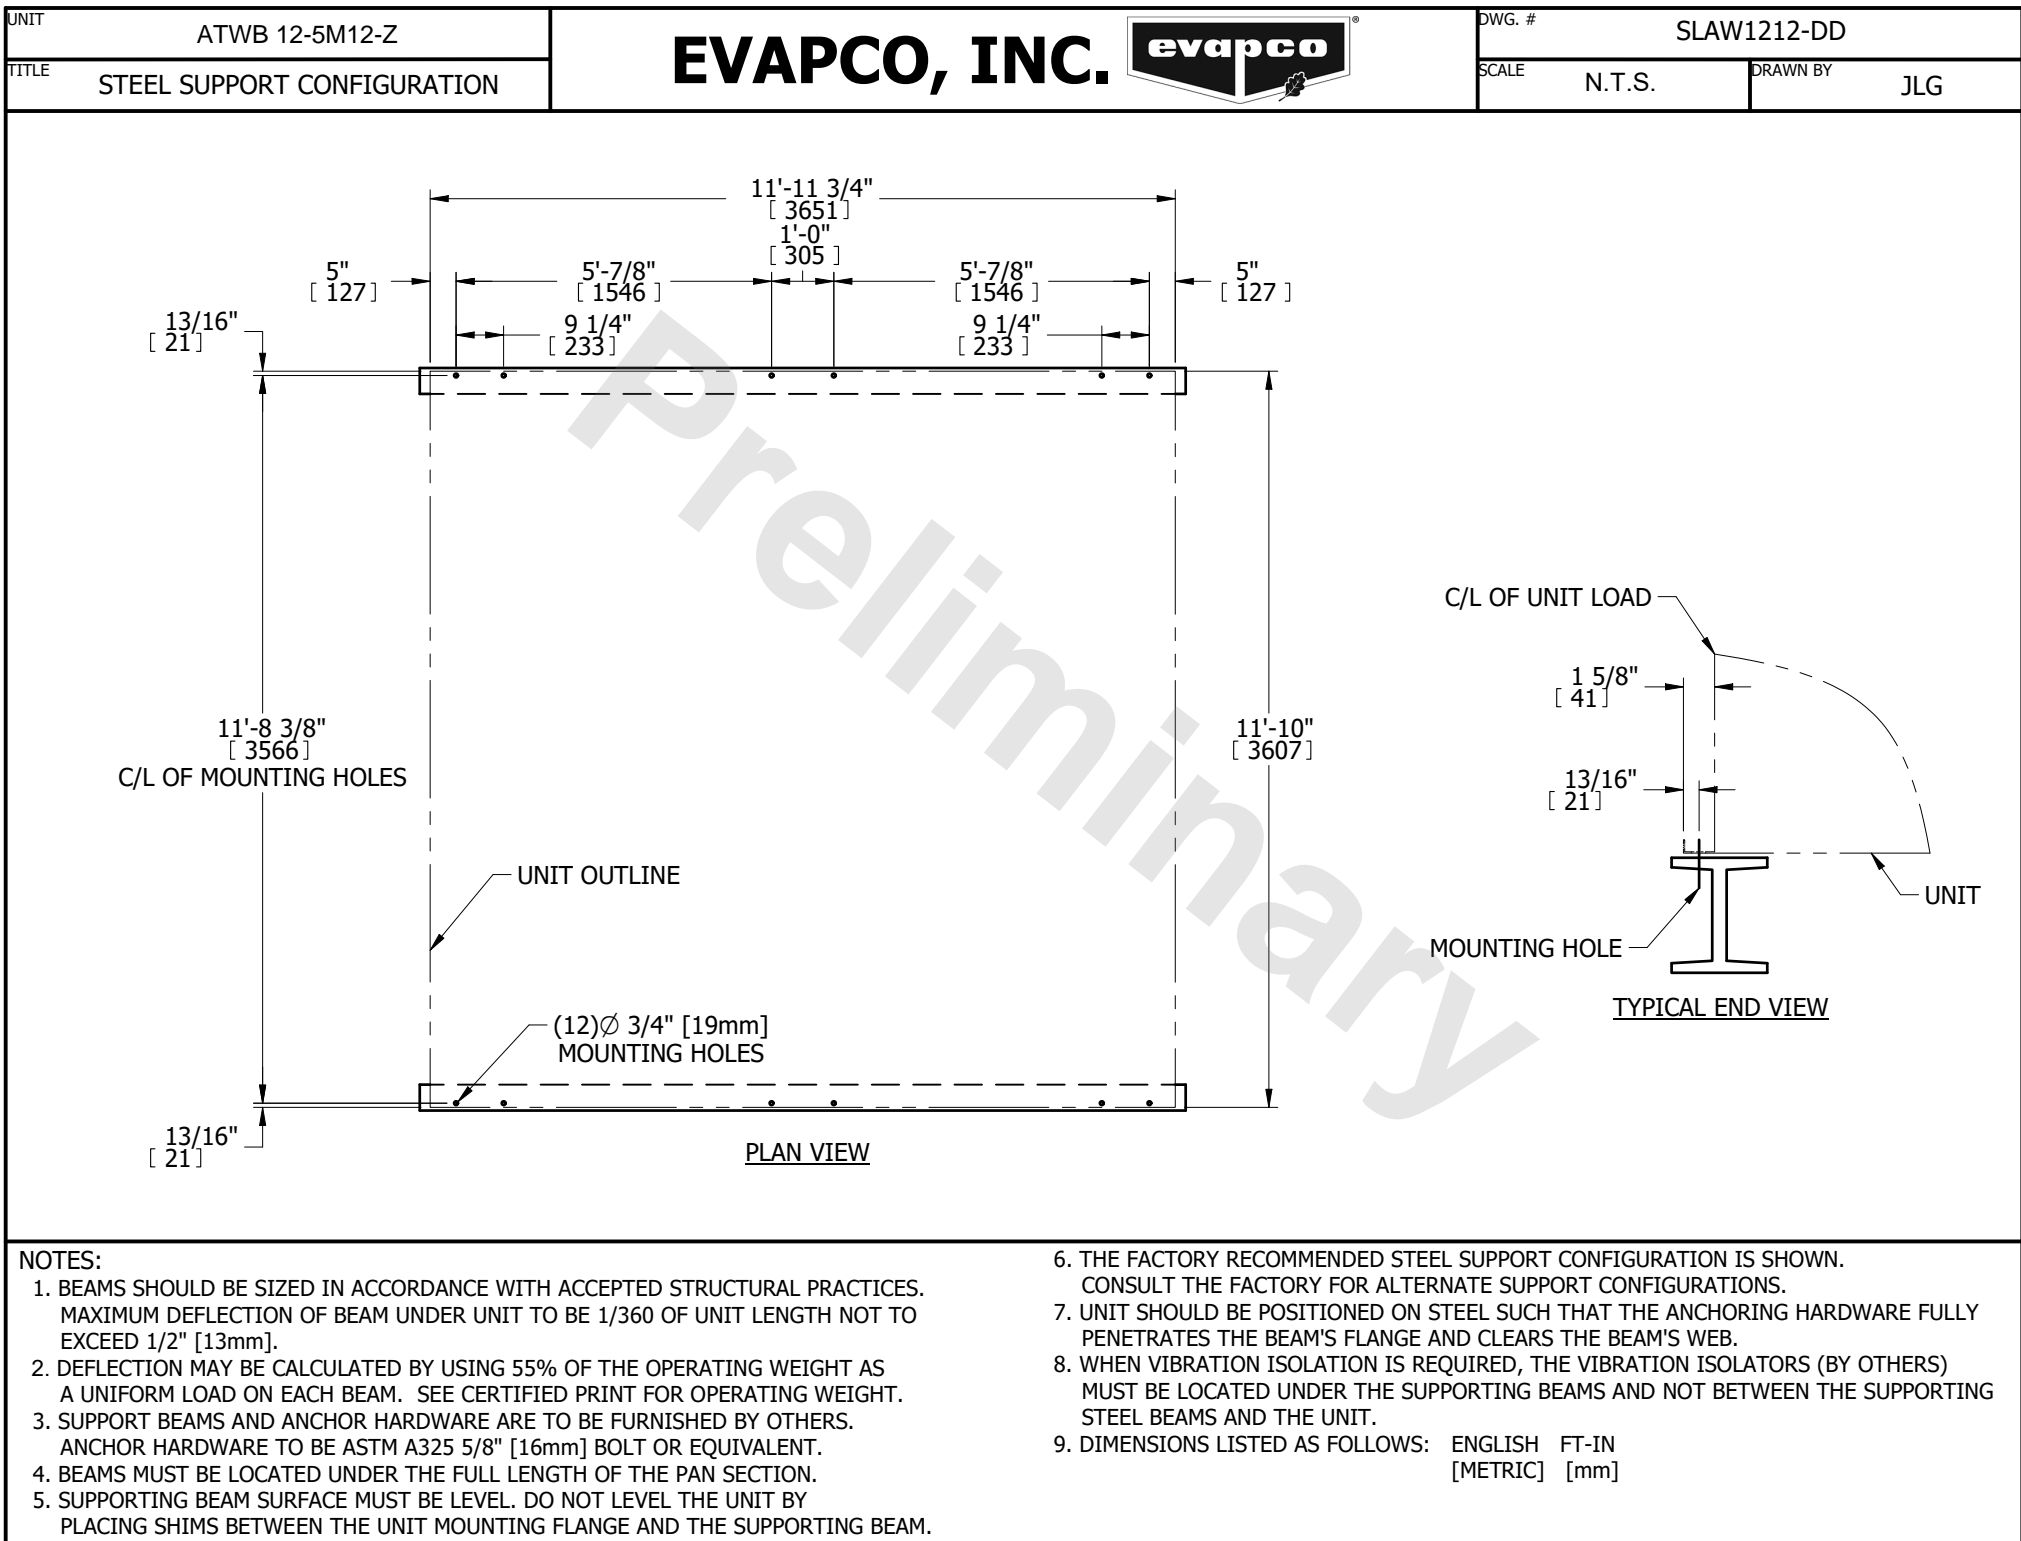 UNIT
ATWB 12-5M12-Z
TITLE
STEEL SUPPORT CONFIGURATION
EVAPCO, INC.
evapco
®
DWG. #
SLAW1212-DD
SCALE
N.T.S.
DRAWN BY
JLG
11'-11 3/4"
[ 3651]
1'-0"
[ 305 ]
5"
[ 127]
5'-7/8"
[ 1546 ]
5'-7/8"
[ 1546 ]
5"
[ 127 ]
13/16"
[ 21]
9 1/4"
[ 233]
9 1/4"
[ 233 ]
Preliminary
11'-8 3/8"
[ 3566]
C/L OF MOUNTING HOLES
11'-10"
[ 3607]
UNIT OUTLINE
(12)∅ 3/4" [19mm]
MOUNTING HOLES
13/16"
[ 21]
PLAN VIEW
C/L OF UNIT LOAD
1 5/8"
[ 41]
13/16"
[ 21]
UNIT
MOUNTING HOLE
TYPICAL END VIEW
NOTES:
1. BEAMS SHOULD BE SIZED IN ACCORDANCE WITH ACCEPTED STRUCTURAL PRACTICES.
MAXIMUM DEFLECTION OF BEAM UNDER UNIT TO BE 1/360 OF UNIT LENGTH NOT TO
EXCEED 1/2" [13mm].
2. DEFLECTION MAY BE CALCULATED BY USING 55% OF THE OPERATING WEIGHT AS
A UNIFORM LOAD ON EACH BEAM.  SEE CERTIFIED PRINT FOR OPERATING WEIGHT.
3. SUPPORT BEAMS AND ANCHOR HARDWARE ARE TO BE FURNISHED BY OTHERS.
ANCHOR HARDWARE TO BE ASTM A325 5/8" [16mm] BOLT OR EQUIVALENT.
4. BEAMS MUST BE LOCATED UNDER THE FULL LENGTH OF THE PAN SECTION.
5. SUPPORTING BEAM SURFACE MUST BE LEVEL. DO NOT LEVEL THE UNIT BY
PLACING SHIMS BETWEEN THE UNIT MOUNTING FLANGE AND THE SUPPORTING BEAM.
6. THE FACTORY RECOMMENDED STEEL SUPPORT CONFIGURATION IS SHOWN.
CONSULT THE FACTORY FOR ALTERNATE SUPPORT CONFIGURATIONS.
7. UNIT SHOULD BE POSITIONED ON STEEL SUCH THAT THE ANCHORING HARDWARE FULLY
PENETRATES THE BEAM'S FLANGE AND CLEARS THE BEAM'S WEB.
8. WHEN VIBRATION ISOLATION IS REQUIRED, THE VIBRATION ISOLATORS (BY OTHERS)
MUST BE LOCATED UNDER THE SUPPORTING BEAMS AND NOT BETWEEN THE SUPPORTING
STEEL BEAMS AND THE UNIT.
9. DIMENSIONS LISTED AS FOLLOWS:   ENGLISH   FT-IN
[METRIC]   [mm]